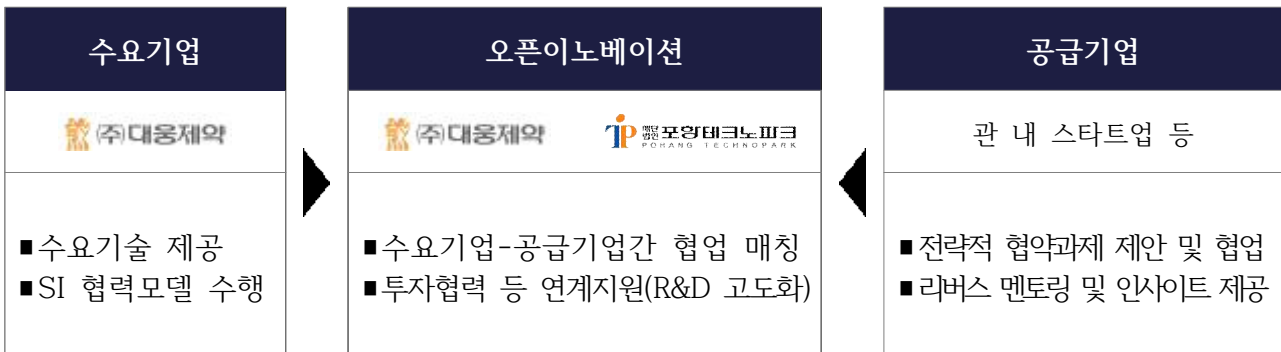 수요기업
(주)대웅제약
■수요기술 제공
■SI 협력모델 수행
오픈이노베이션
(주)대웅제약
재단법인 포항테크노파크
POHANG TECHNOPARK
■수요기업-공급기업간 협업 매칭
■투자협력 등 연계지원(R&D 고도화)
공급기업
관 내 스타트업 등
■전략적 협약과제 제안 및 협업
■리버스 멘토링 및 인사이트 제공